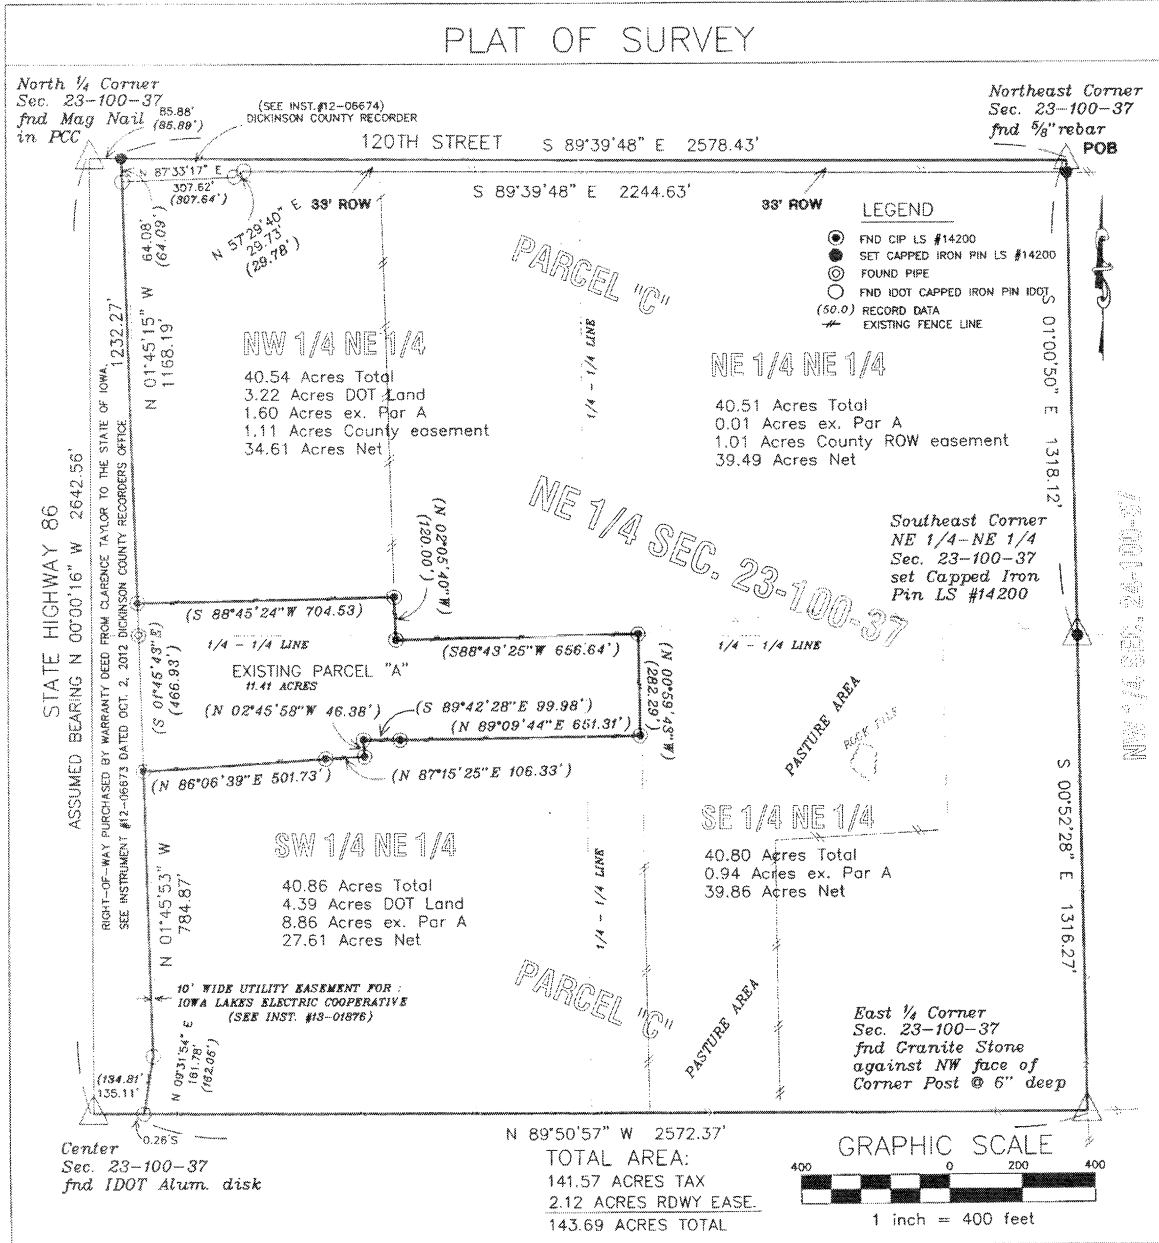 PLAT OF SURVEY
North 1/4 Corner
Sec. 23-100-37
fnd Mag Nail
in PCC
85.88'
(85.89')
(SEE INST.#12-06674)
DICKINSON COUNTY RECORDER
120TH STREET S 89°39'48" E 2578.43'
Northeast Corner
Sec. 23-100-37
fnd 5/8" rebar
POB
N 87°33'17" E
307.62'
(307.64')
S 89°39'48" E 2244.63'
33' ROW
33' ROW
N 57°29'40" E
29.73'
(29.78')
64.08'
(64.09')
LEGEND
FND CIP LS #14200
SET CAPPED IRON PIN LS #14200
FOUND PIPE
FND IDOT CAPPED IRON PIN IDOT
(50.0) RECORD DATA
EXISTING FENCE LINE
PARCEL "C"
1232.27'
N 01°45'15" W
1168.19'
NW 1/4 NE 1/4
40.54 Acres Total
3.22 Acres DOT Land
1.60 Acres ex. Par A
1.11 Acres County easement
34.61 Acres Net
1/4 - 1/4 LINE
NE 1/4 NE 1/4
40.51 Acres Total
0.01 Acres ex. Par A
1.01 Acres County ROW easement
39.49 Acres Net
S 01°00'50" E 1318.12'
NE 1/4 SEC. 23-100-37
Southeast Corner
NE 1/4-NE 1/4
Sec. 23-100-37
set Capped Iron
Pin LS #14200
NW 1/4 SEC. 24-100-37
STATE HIGHWAY 86
ASSUMED BEARING N 00°00'16" W 2642.56'
RIGHT-OF-WAY PURCHASED BY WARRANTY DEED FROM CLARENCE TAYLOR TO THE STATE OF IOWA,
SEE INSTRUMENT #12-06673 DATED OCT. 2, 2012 DICKINSON COUNTY RECORDERS OFFICE
(N 02°05'40"W)
(120.00')
(S 88°45'24"W 704.53)
1/4 - 1/4 LINE
(S88°43'25"W 656.64')
1/4 - 1/4 LINE
(S 01°45'43"E)
(466.93')
EXISTING PARCEL "A"
11.41 ACRES
(N 02°45'58"W 46.38')
(S 89°42'28"E 99.98')
(N 89°09'44"E 651.31')
(N 00°59'43"W)
(282.29')
(N 86°06'39"E 501.73')
(N 87°15'25"E 106.33')
PASTURE AREA
ROCK PILE
SW 1/4 NE 1/4
40.86 Acres Total
4.39 Acres DOT Land
8.86 Acres ex. Par A
27.61 Acres Net
1/4 - 1/4 LINE
SE 1/4 NE 1/4
40.80 Acres Total
0.94 Acres ex. Par A
39.86 Acres Net
S 00°52'28" E 1316.27'
N 01°45'53" W
784.87'
10' WIDE UTILITY EASEMENT FOR :
IOWA LAKES ELECTRIC COOPERATIVE
(SEE INST. #13-01876)
PARCEL "C"
PASTURE AREA
East 1/4 Corner
Sec. 23-100-37
fnd Granite Stone
against NW face of
Corner Post @ 6" deep
N 09°31'54" E
161.78'
(162.05')
(134.81')
135.11'
0.26'S
Center
Sec. 23-100-37
fnd IDOT Alum. disk
N 89°50'57" W 2572.37'
TOTAL AREA:
141.57 ACRES TAX
2.12 ACRES RDWY EASE.
143.69 ACRES TOTAL
GRAPHIC SCALE
400 0 200 400
1 inch = 400 feet